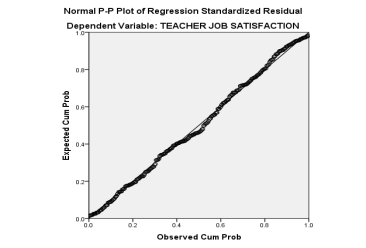 Normal P-P Plot of Regression Standardized Residual
Dependent Variable: TEACHER JOB SATISFACTION
Expected Cum Prob
1.0
0.8
0.6
0.4
0.2
0.0
0.0 0.2 0.4 0.6 0.8 1.0
Observed Cum Prob